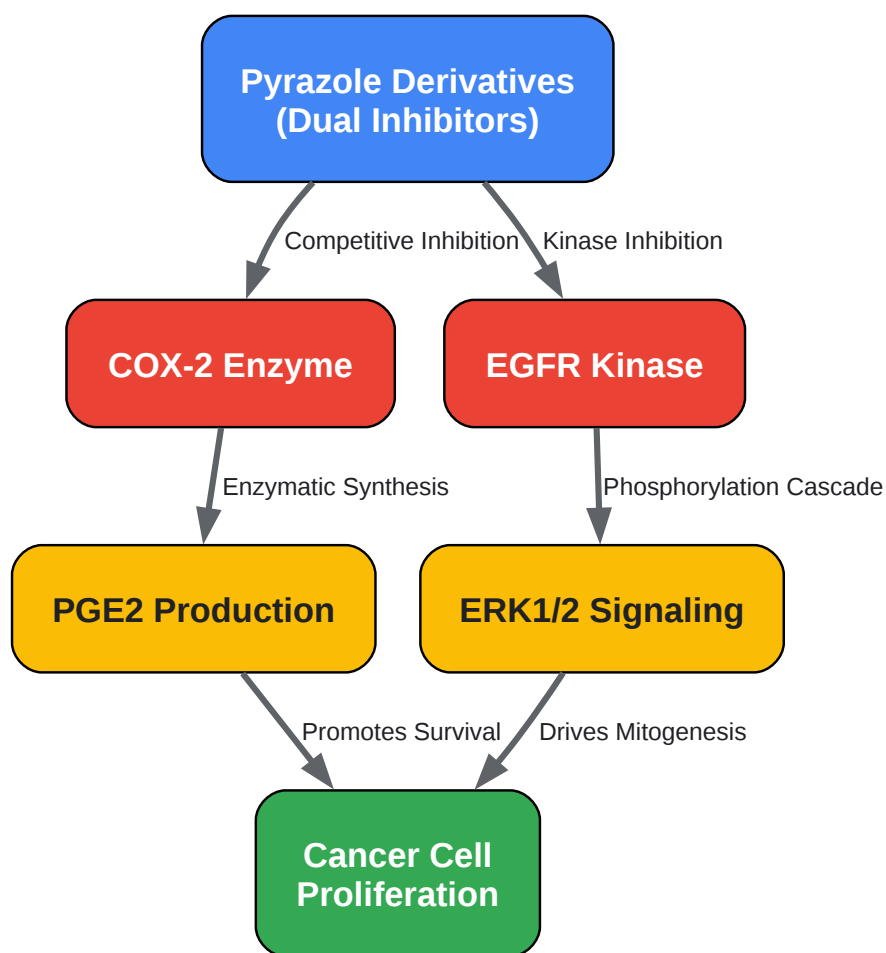 Pyrazole Derivatives
(Dual Inhibitors)
Competitive Inhibition
Kinase Inhibition
COX-2 Enzyme
EGFR Kinase
Enzymatic Synthesis
Phosphorylation Cascade
PGE2 Production
ERK1/2 Signaling
Promotes Survival
Drives Mitogenesis
Cancer Cell
Proliferation